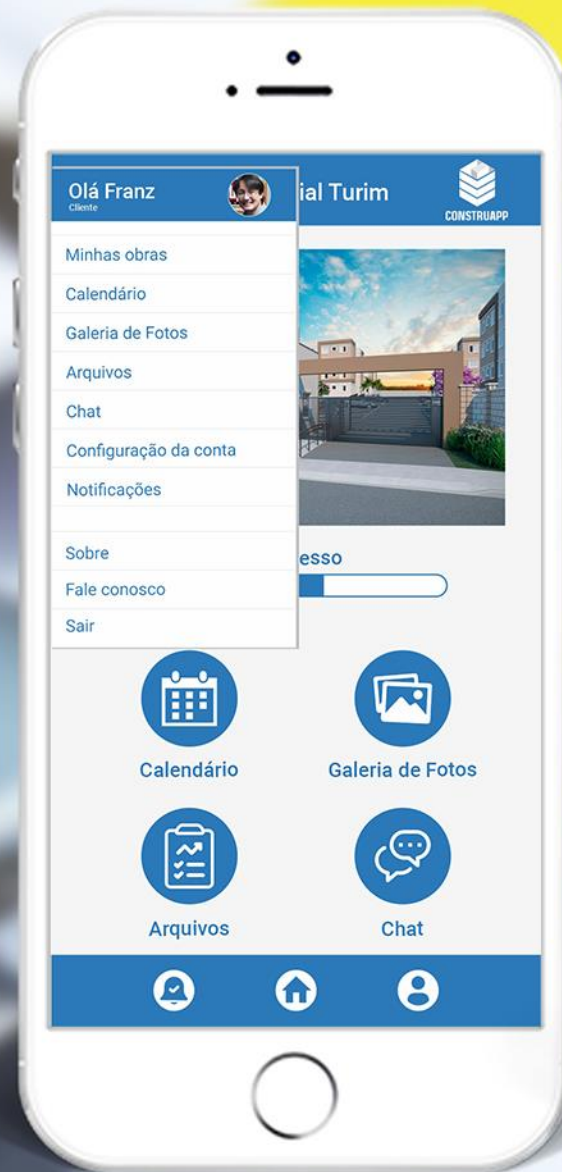 Olá Franz
Cliente
ial Turim
CONSTRUAPP
Minhas obras
Calendário
Galeria de Fotos
Arquivos
Chat
Configuração da conta
Notificações
Sobre
esso
Fale conosco
Sair
Calendário
Galeria de Fotos
Arquivos
Chat